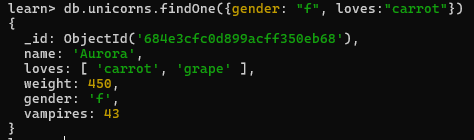 learn> db.unicorns.findOne({gender: "f", loves:"carrot"})
{
  _id: ObjectId('684e3cfc0d899acff350eb68'),
  name: 'Aurora',
  loves: [ 'carrot', 'grape' ],
  weight: 450,
  gender: 'f',
  vampires: 43
}